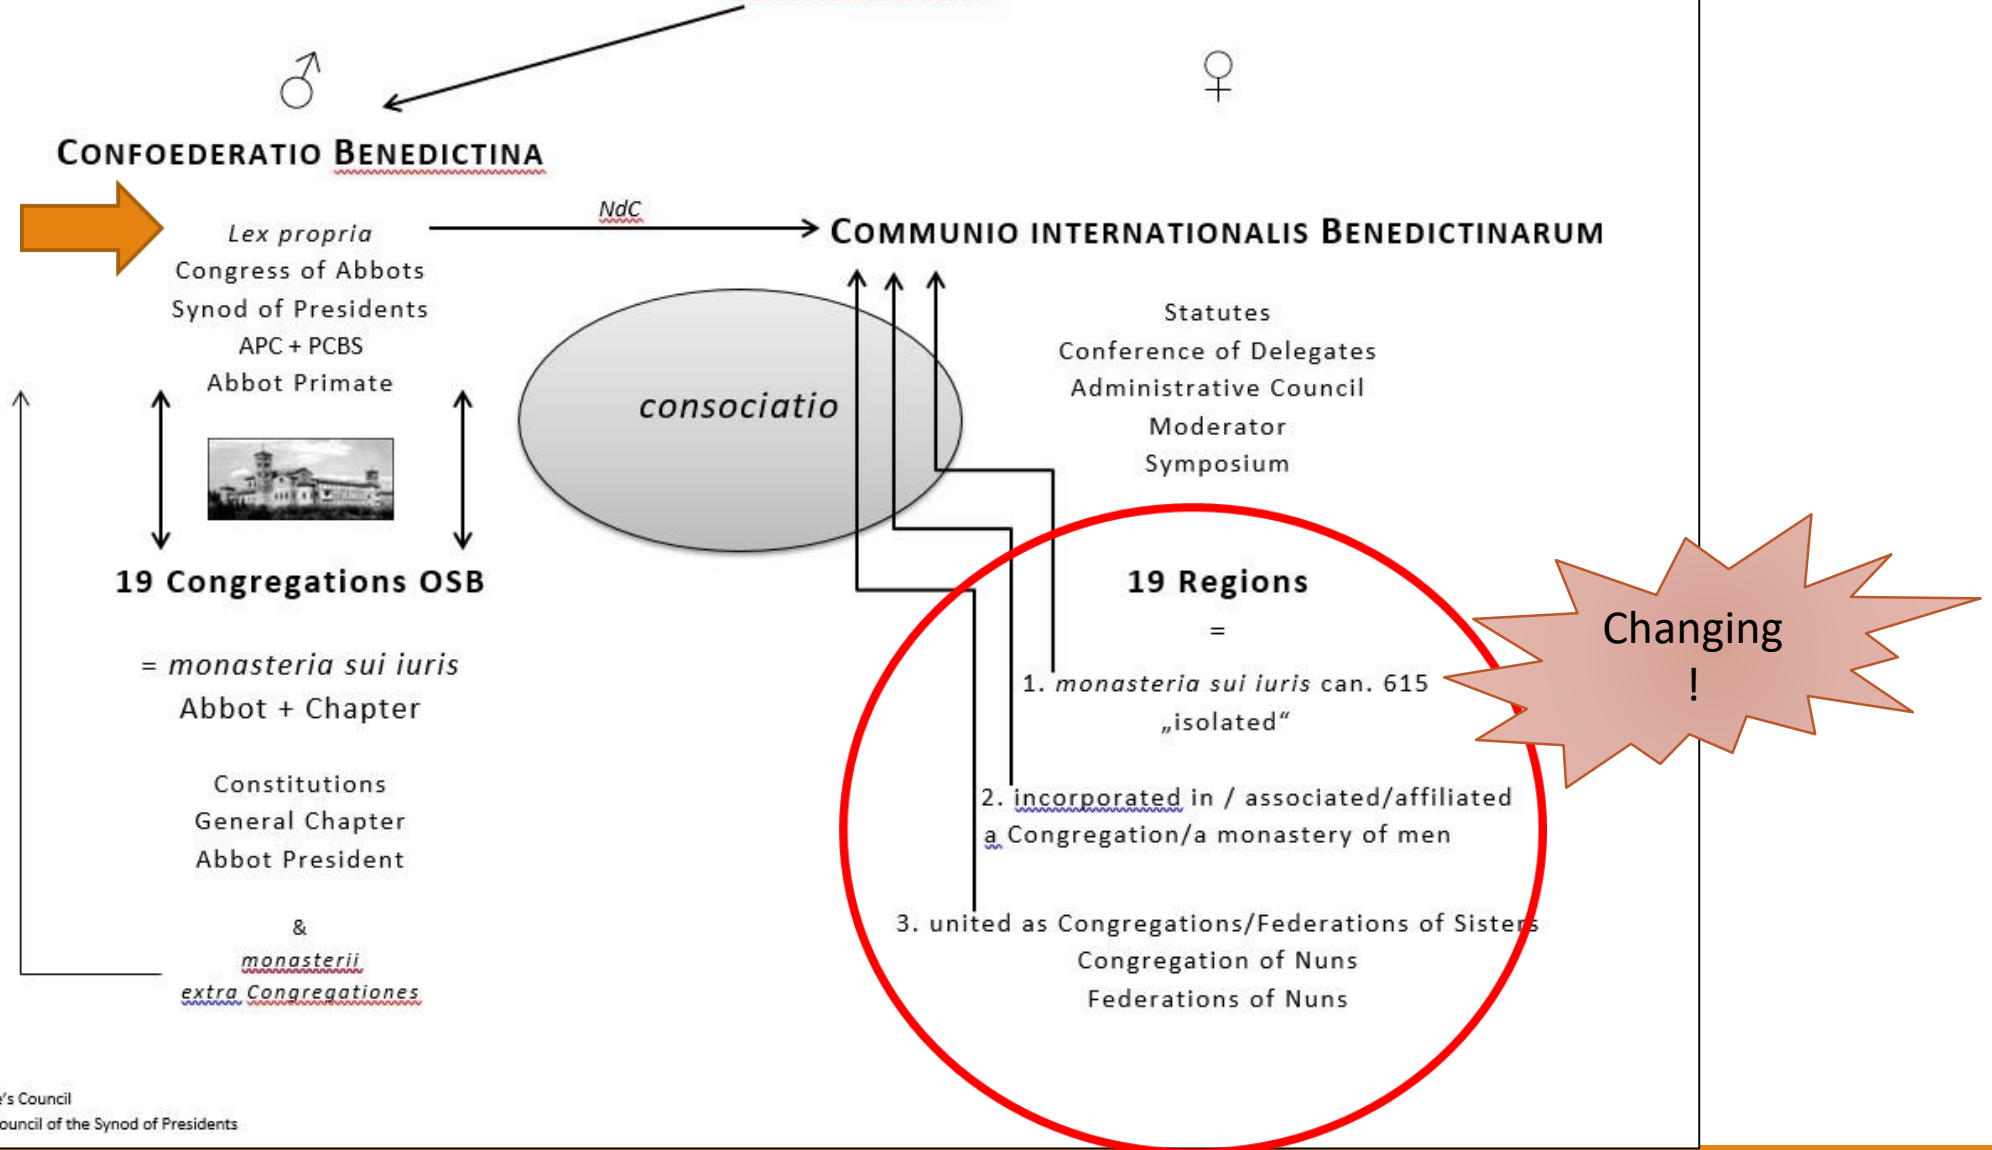 CONFOEDERATIO BENEDICTINA
Lex propria
Congress of Abbots
Synod of Presidents
APC + PCBS
Abbot Primate
19 Congregations OSB
= monasteria sui iuris
Abbot + Chapter
Constitutions
General Chapter
Abbot President
&
monasterii
extra Congregationes
NdC
consociatio
COMMUNIO INTERNATIONALIS BENEDICTINARUM
Statutes
Conference of Delegates
Administrative Council
Moderator
Symposium
19 Regions
=
1. monasteria sui iuris can. 615
„isolated“
2. incorporated in / associated/affiliated
a Congregation/a monastery of men
3. united as Congregations/Federations of Sisters
Congregation of Nuns
Federations of Nuns
Changing
!
's Council
ouncil of the Synod of Presidents